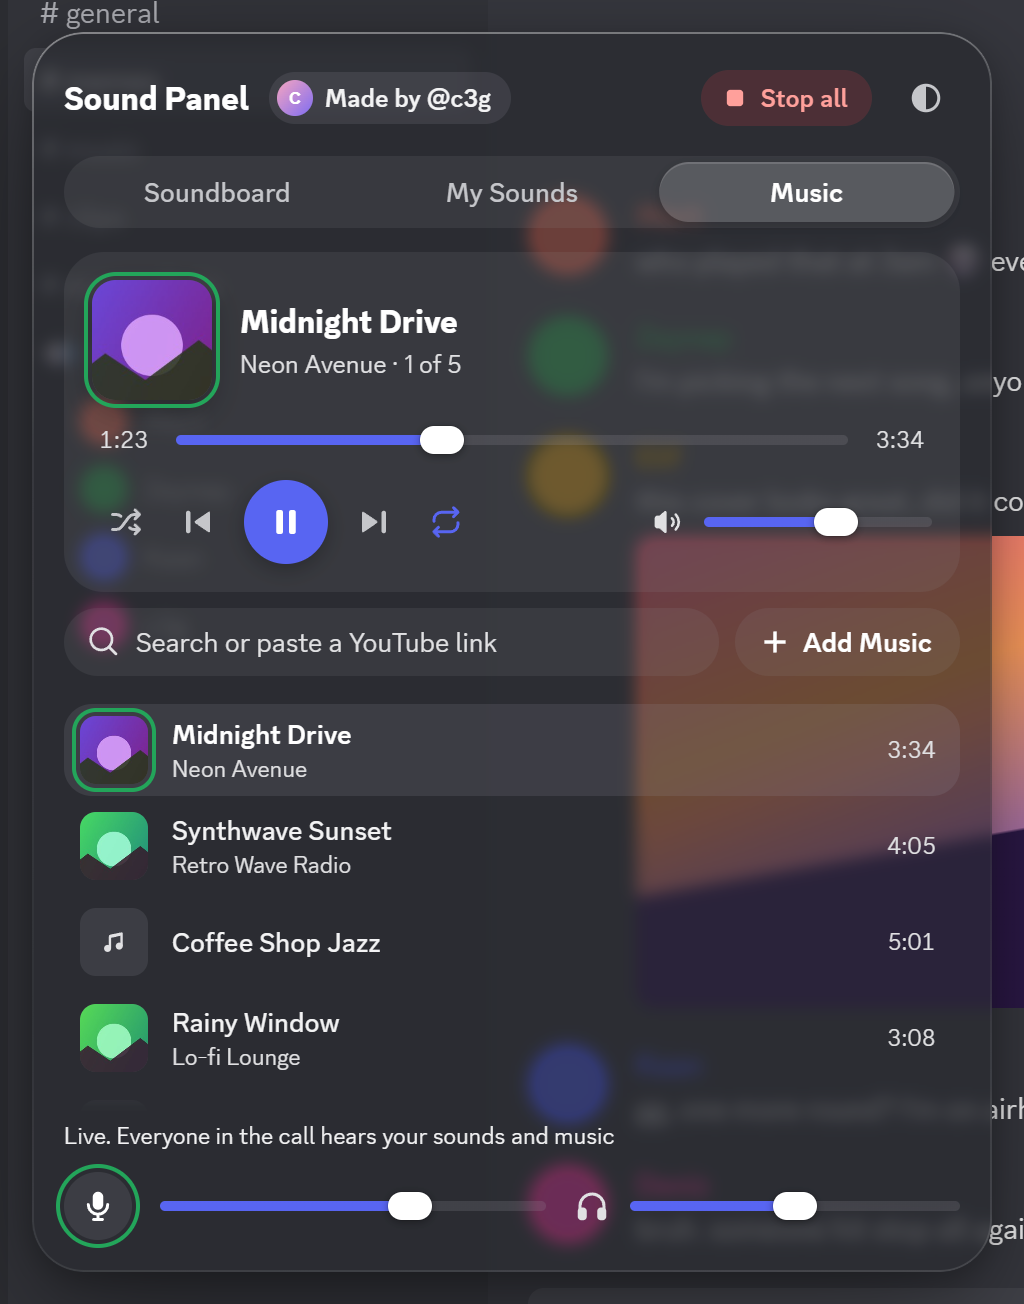 # general
Sound Panel
C
Made by @c3g
Stop all
Soundboard
My Sounds
Music
Midnight Drive
Neon Avenue · 1 of 5
1:23
3:34
Search or paste a YouTube link
+ Add Music
Midnight Drive
Neon Avenue
3:34
Synthwave Sunset
Retro Wave Radio
4:05
Coffee Shop Jazz
5:01
Rainy Window
Lo-fi Lounge
3:08
Live. Everyone in the call hears your sounds and music